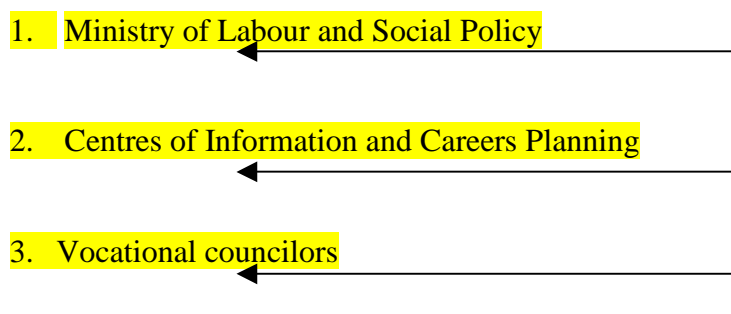 1. Ministry of Labour and Social Policy
2. Centres of Information and Careers Planning
3. Vocational councilors